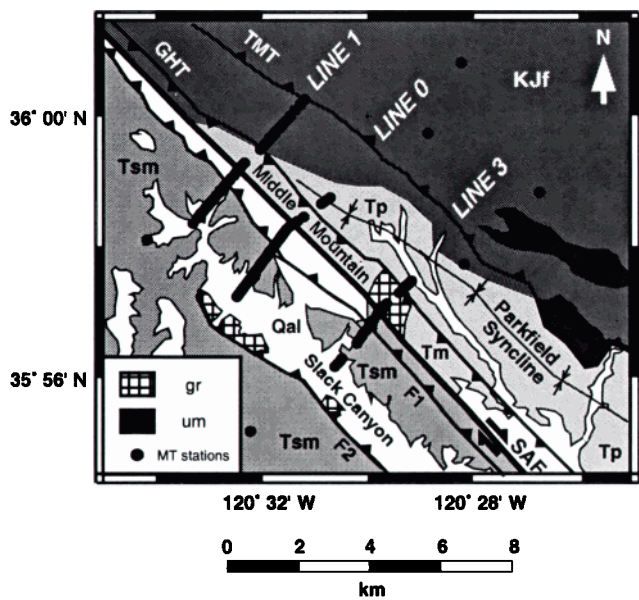 N
GHT
TMT
LINE 1
KJf
LINE 0
36° 00' N
Tsm
LINE 3
Middle Mountain
Tp
Parkfield Syncline
Qal
Tm
Tsm
Slack Canyon
35° 56' N
F1
gr
um
MT stations
Tsm
F2
SAF
Tp
120° 32' W
120° 28' W
0 2 4 6 8
km